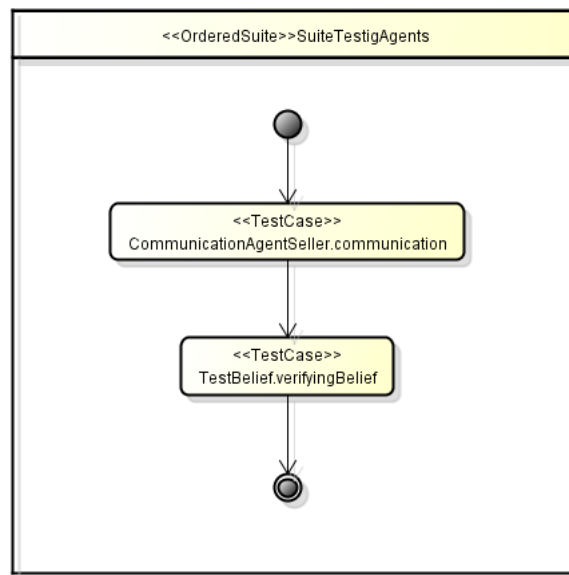 <<OrderedSuite>>SuiteTestigAgents
<<TestCase>>
CommunicationAgentSeller.communication
<<TestCase>>
TestBelief.verifyingBelief